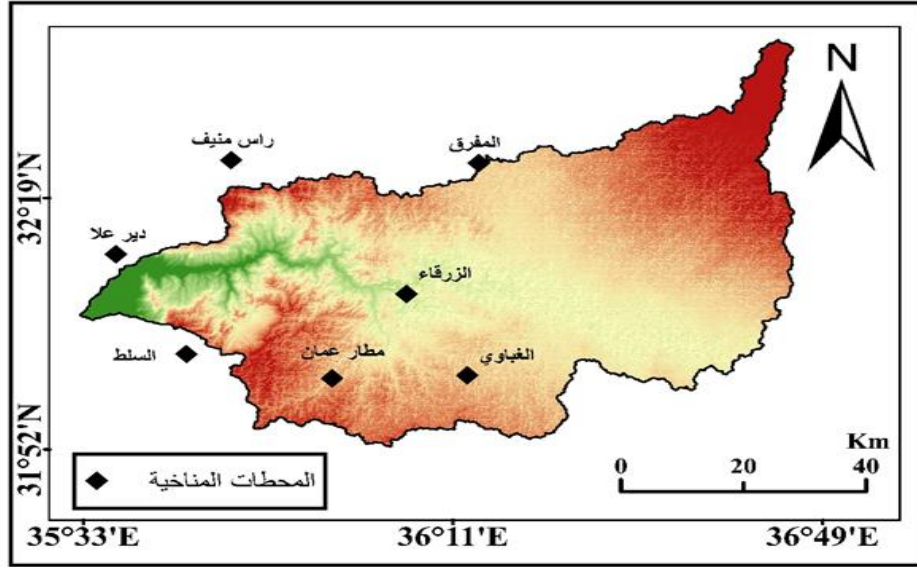 N
راس منيف
المفرق
32°19'N
دير علا
الزرقاء
السلط
مطار عمان
الغباوي
31°52'N
Km
0 20 40
المحطات المناخية
35°33'E 36°11'E 36°49'E